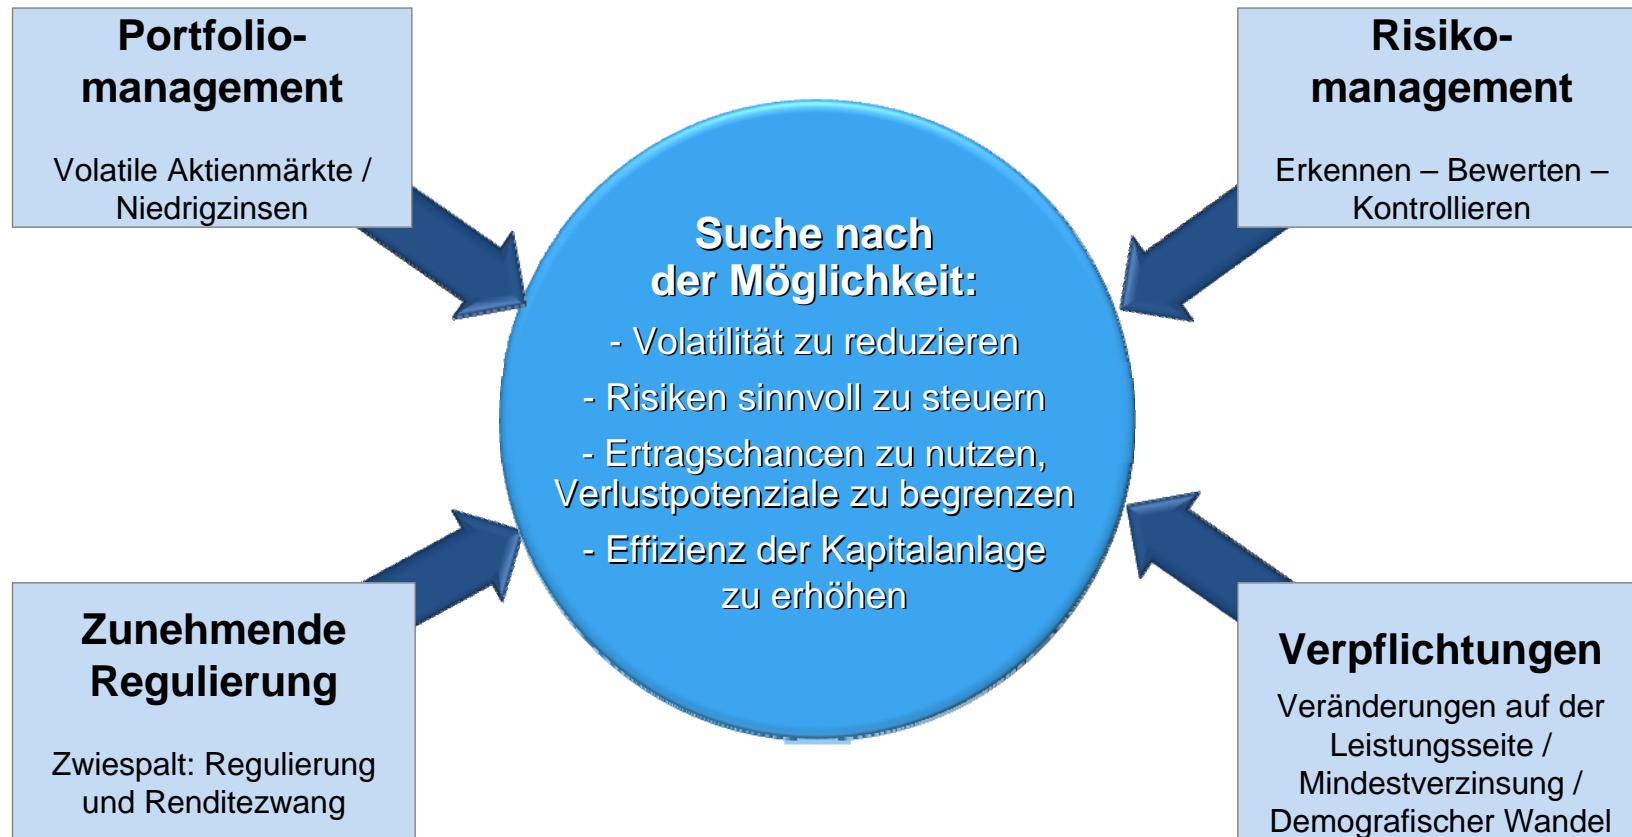 Portfolio-
management
Volatile Aktienmärkte /
Niedrigzinsen
Risiko-
management
Erkennen – Bewerten –
Kontrollieren
Suche nach
der Möglichkeit:
- Volatilität zu reduzieren
- Risiken sinnvoll zu steuern
- Ertragschancen zu nutzen,
Verlustpotenziale zu begrenzen
- Effizienz der Kapitalanlage
zu erhöhen
Zunehmende
Regulierung
Zwiespalt: Regulierung
und Renditezwang
Verpflichtungen
Veränderungen auf der
Leistungsseite /
Mindestverzinsung /
Demografischer Wandel